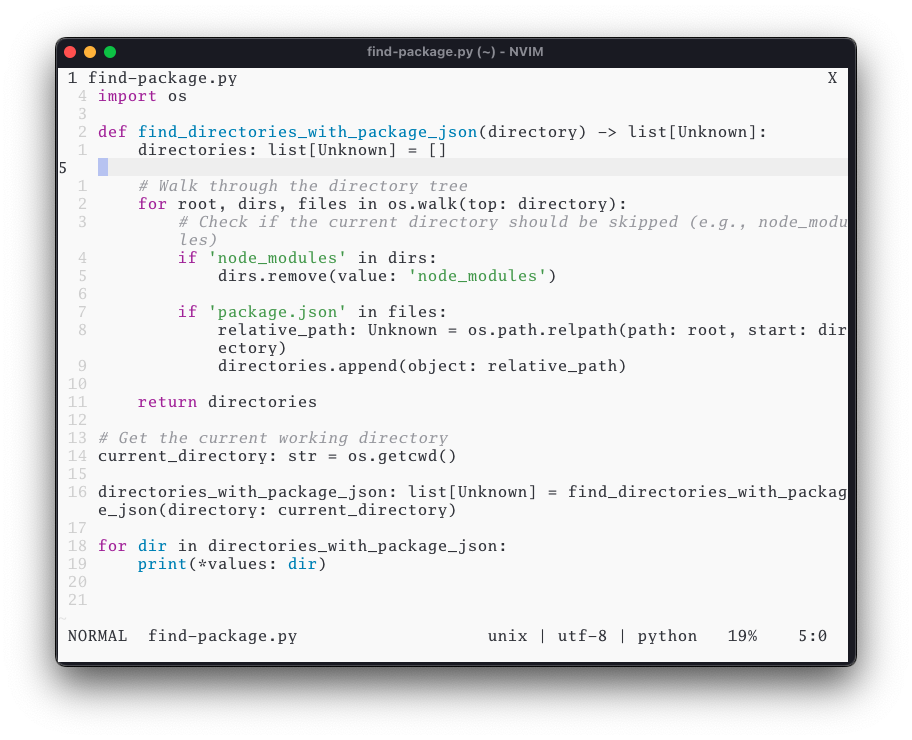 find-package.py (~) - NVIM
1 find-package.py X
4 import os
3
2 def find_directories_with_package_json(directory) -> list[Unknown]:
1     directories: list[Unknown] = []
5
1     # Walk through the directory tree
2     for root, dirs, files in os.walk(top: directory):
3         # Check if the current directory should be skipped (e.g., node_modu
les)
4         if 'node_modules' in dirs:
5             dirs.remove(value: 'node_modules')
6
7         if 'package.json' in files:
8             relative_path: Unknown = os.path.relpath(path: root, start: dir
ectory)
9             directories.append(object: relative_path)
10
11     return directories
12
13 # Get the current working directory
14 current_directory: str = os.getcwd()
15
16 directories_with_package_json: list[Unknown] = find_directories_with_packag
e_json(directory: current_directory)
17
18 for dir in directories_with_package_json:
19     print(*values: dir)
20
21
~
NORMAL find-package.py unix | utf-8 | python 19% 5:0